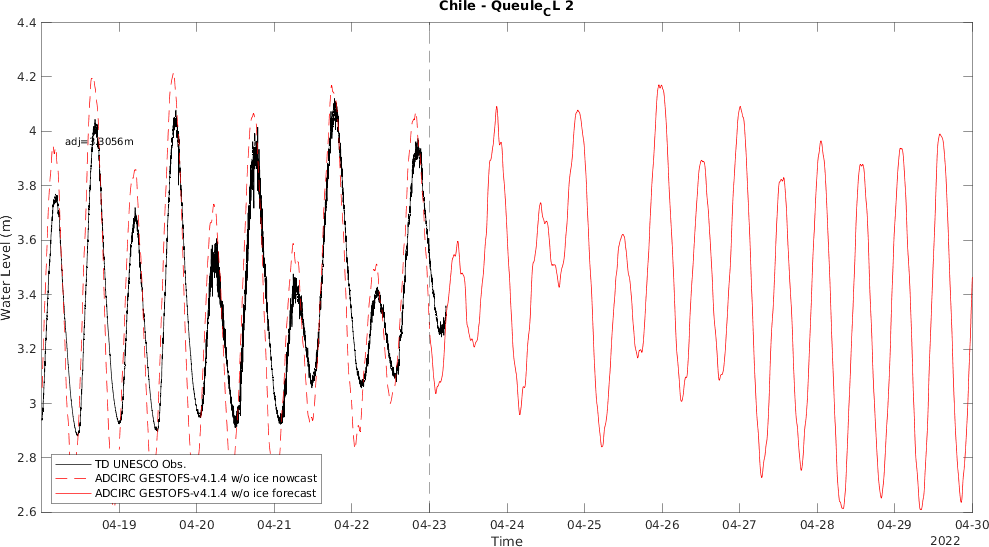 Chile - QueuleCL 2
4.4
4.2
4
3.8
3.6
3.4
3.2
3
2.8
2.6
Water Level (m)
adj=3.3056m
TD UNESCO Obs.
ADCIRC GESTOFS-v4.1.4 w/o ice nowcast
ADCIRC GESTOFS-v4.1.4 w/o ice forecast
04-19 04-20 04-21 04-22 04-23 04-24 04-25 04-26 04-27 04-28 04-29 04-30
Time
2022